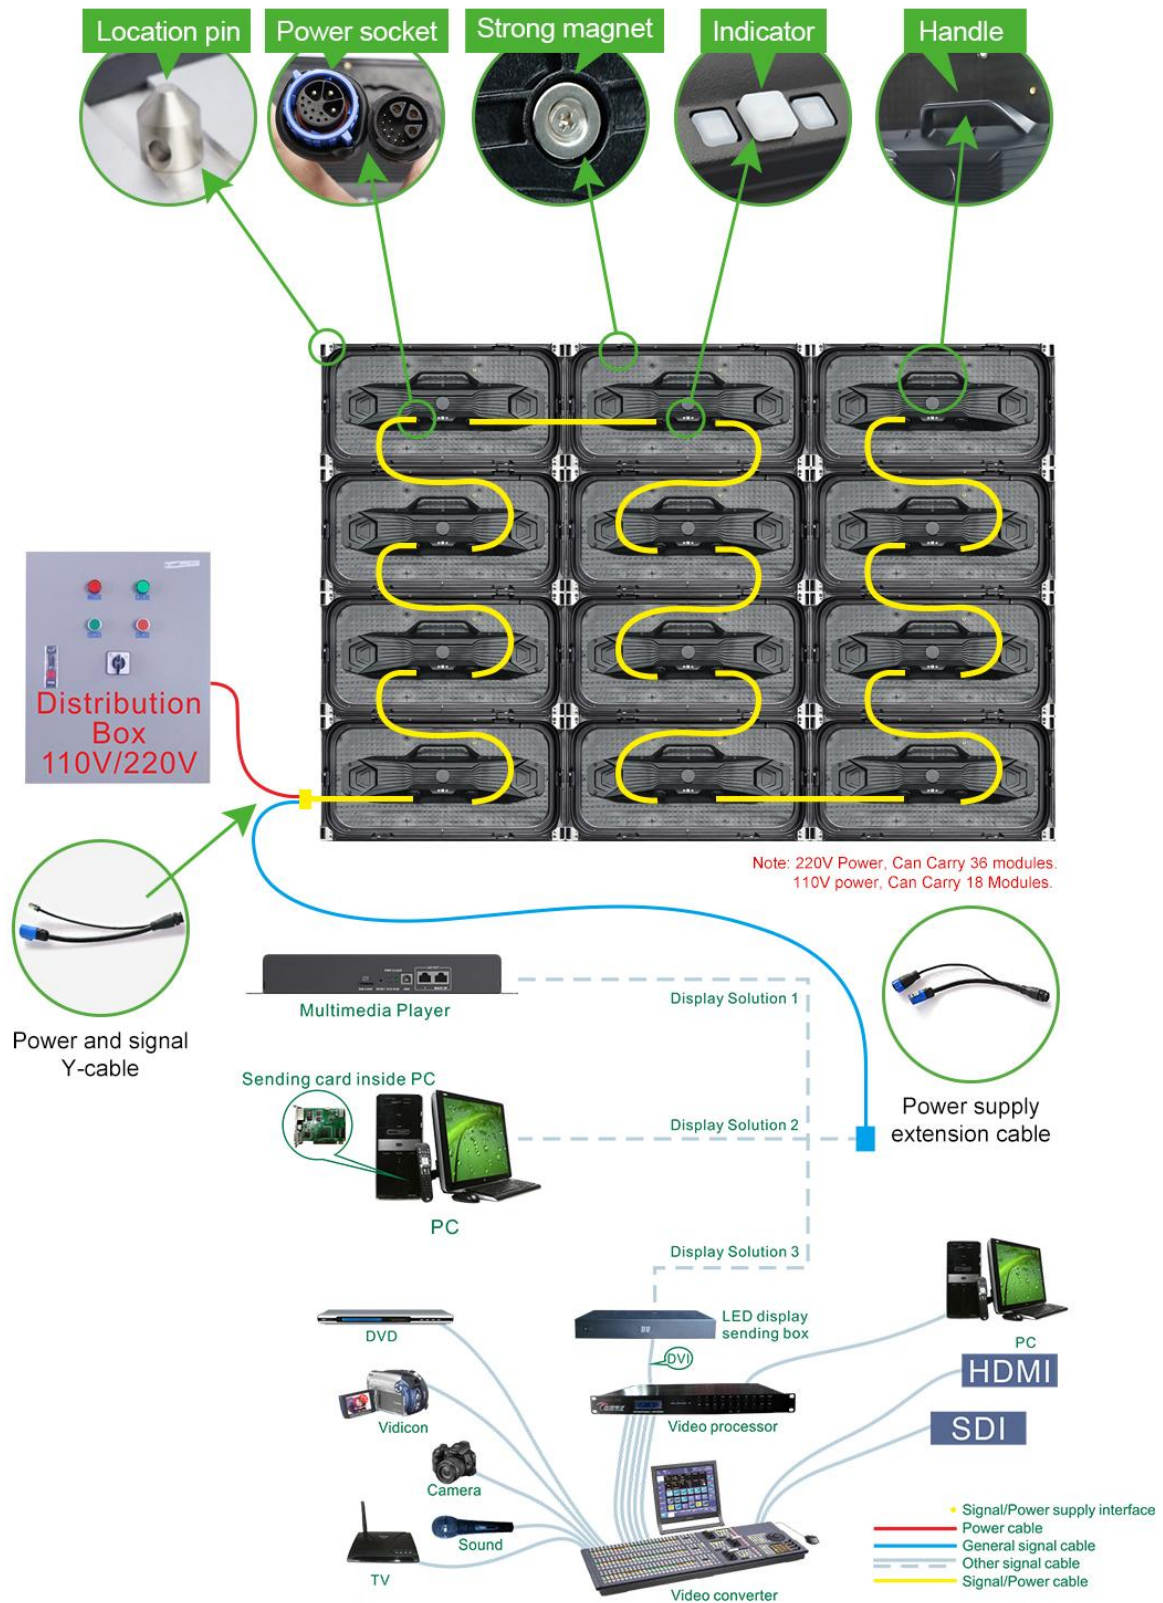 Location pin
Power socket
Strong magnet
Indicator
Handle
Distribution
Box
110V/220V
Note: 220V Power, Can Carry 36 modules.
110V power, Can Carry 18 Modules.
Power and signal
Y-cable
Multimedia Player
Display Solution 1
Sending card inside PC
PC
Display Solution 2
Power supply
extension cable
Display Solution 3
DVD
LED display
sending box
PC
DVI
HDMI
Vidicon
Video processor
SDI
Camera
Sound
TV
Video converter
Signal/Power supply interface
Power cable
General signal cable
Other signal cable
Signal/Power cable